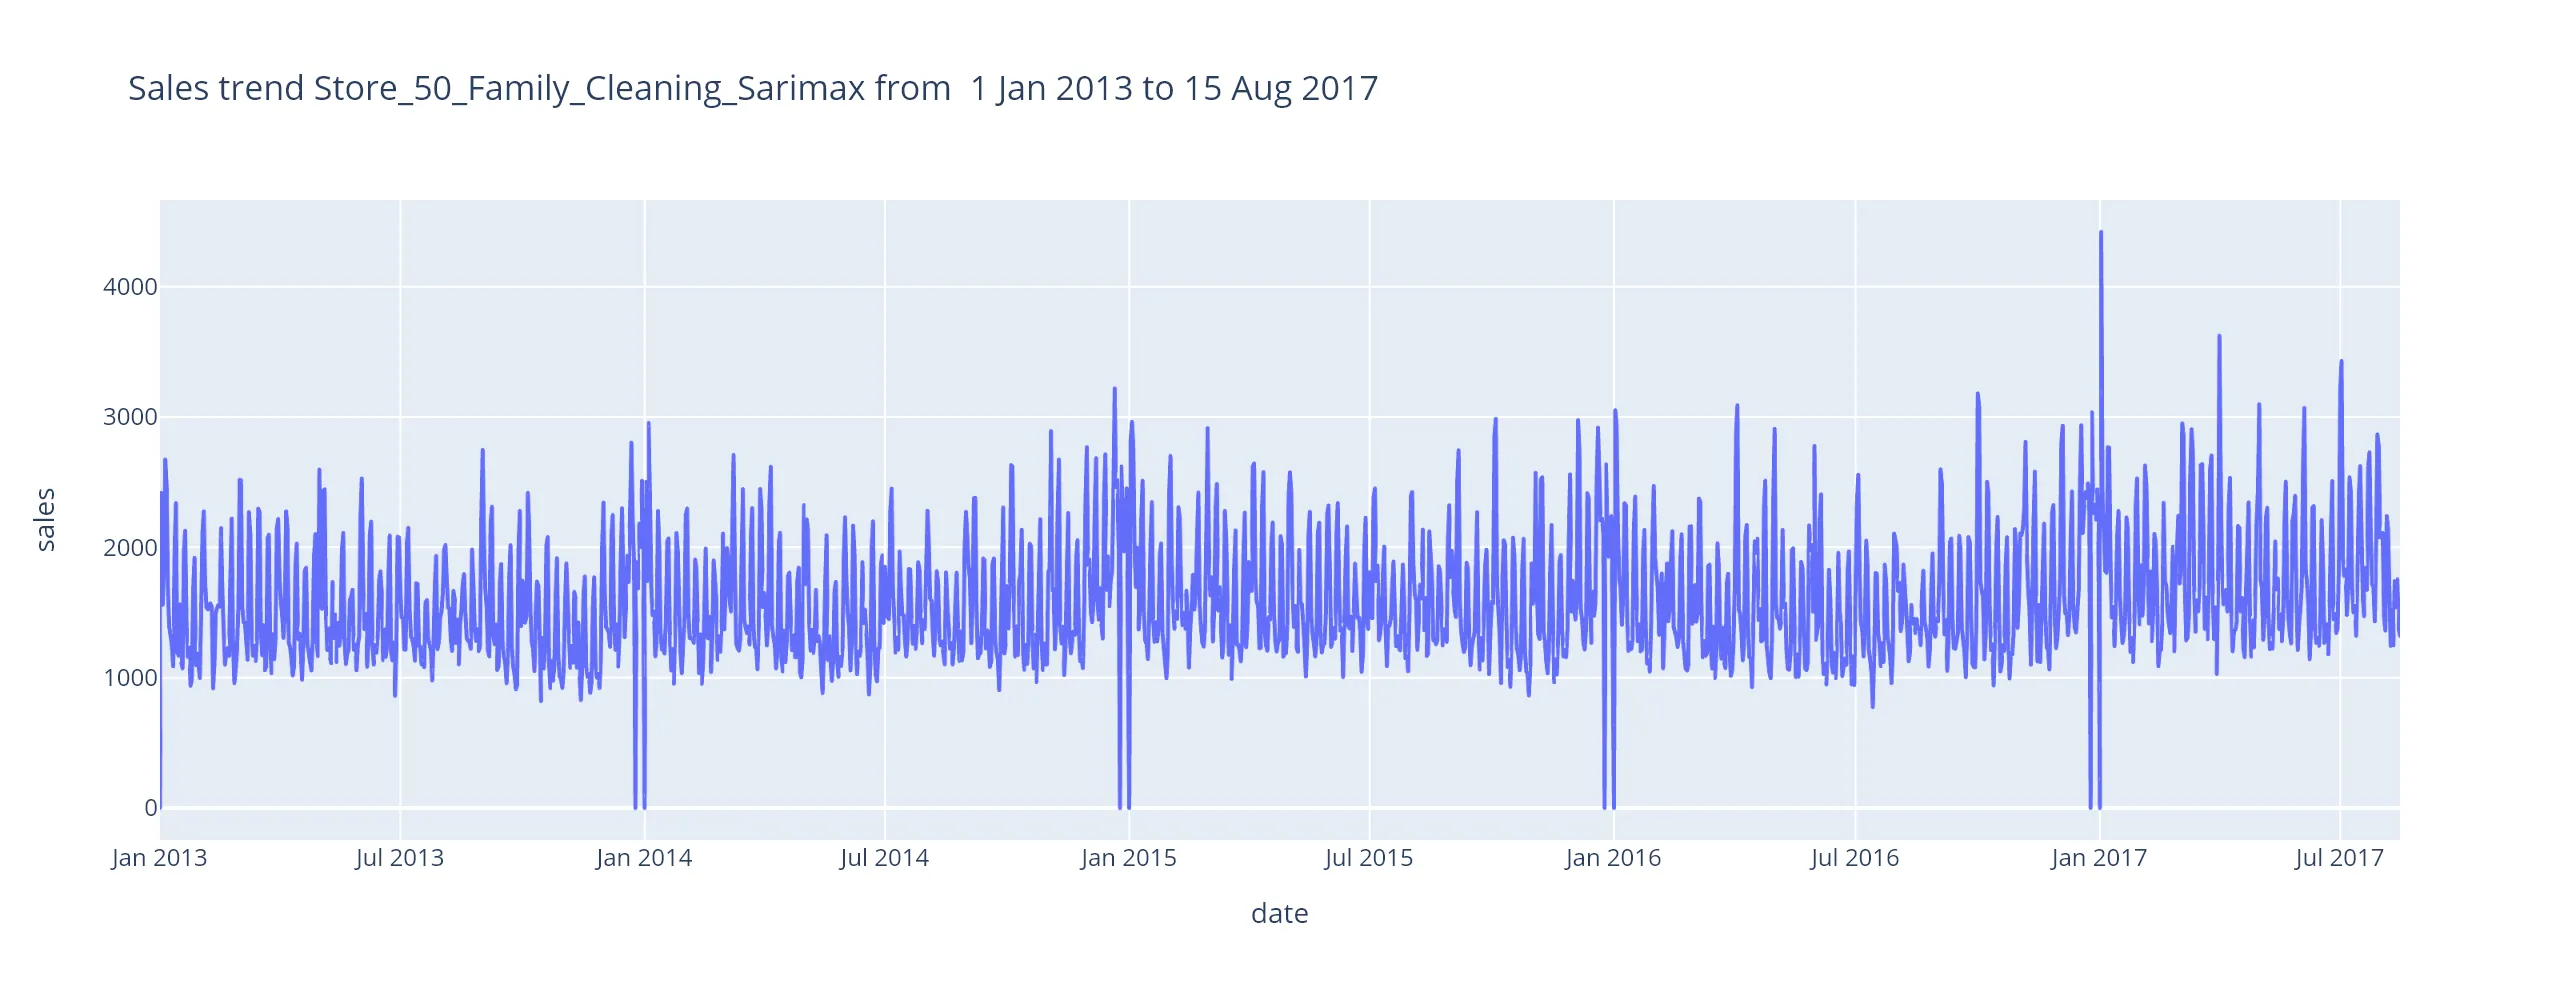 Sales trend Store_50_Family_Cleaning_Sarimax from  1 Jan 2013 to 15 Aug 2017
4000
3000
2000
1000
0
sales
Jan 2013 Jul 2013 Jan 2014 Jul 2014 Jan 2015 Jul 2015 Jan 2016 Jul 2016 Jan 2017 Jul 2017
date